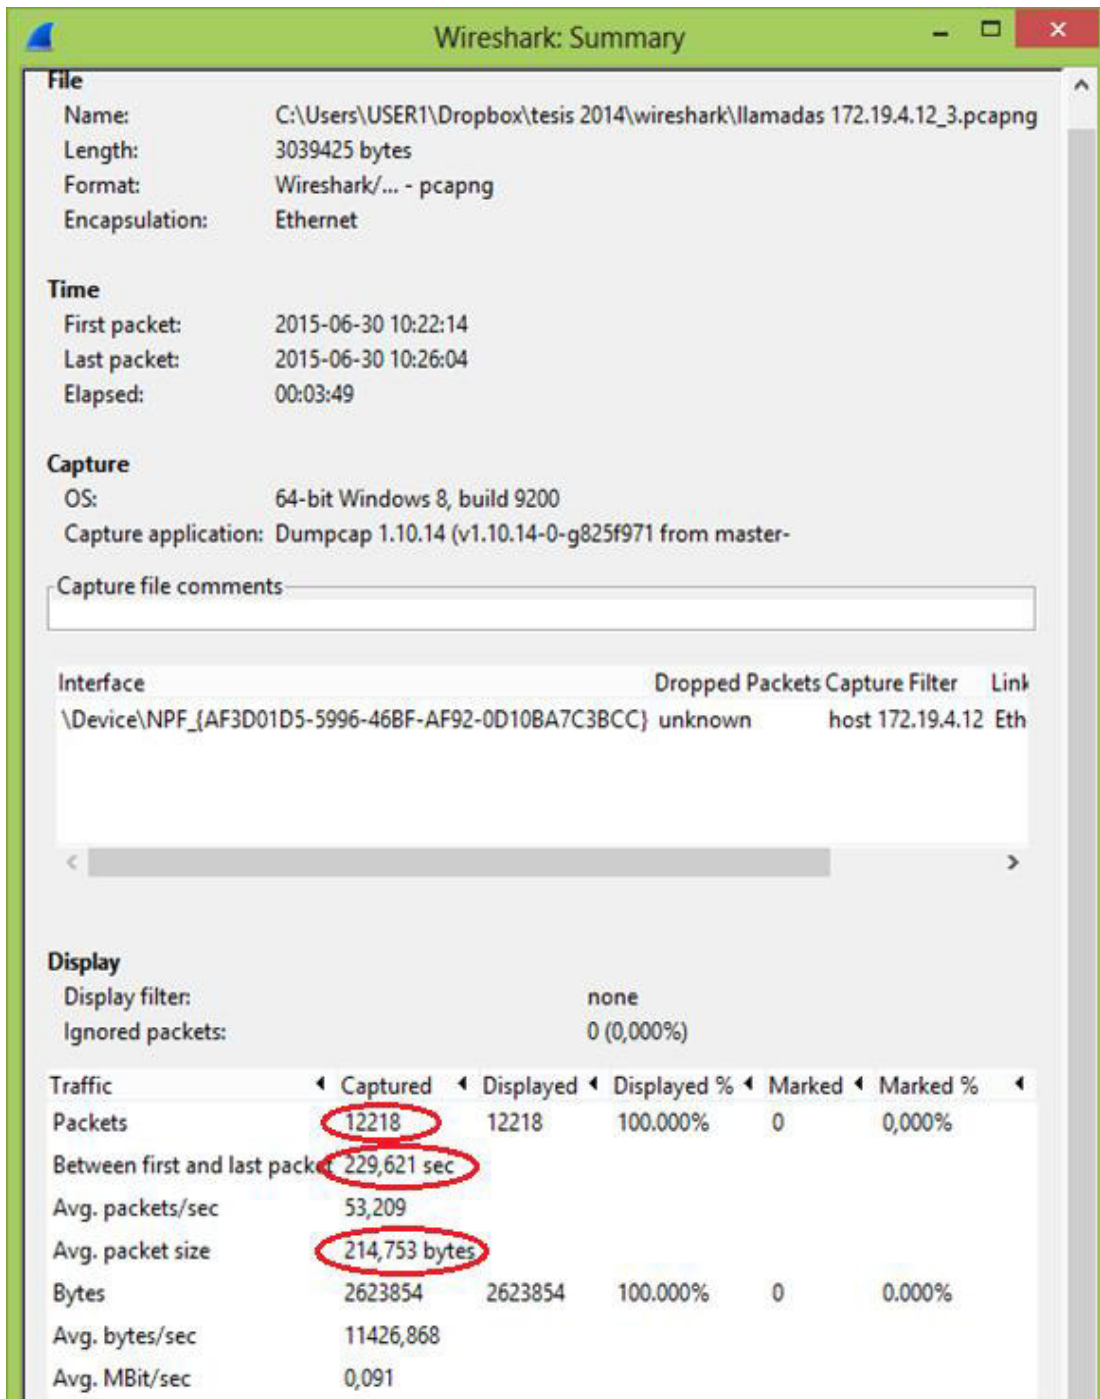 Wireshark: Summary
File
Name: C:\Users\USER1\Dropbox\tesis 2014\wireshark\llamadas 172.19.4.12_3.pcapng
Length: 3039425 bytes
Format: Wireshark/... - pcapng
Encapsulation: Ethernet
Time
First packet: 2015-06-30 10:22:14
Last packet: 2015-06-30 10:26:04
Elapsed: 00:03:49
Capture
OS: 64-bit Windows 8, build 9200
Capture application: Dumpcap 1.10.14 (v1.10.14-0-g825f971 from master-
Capture file comments
Interface Dropped Packets Capture Filter Link
\Device\NPF_{AF3D01D5-5996-46BF-AF92-0D10BA7C3BCC} unknown host 172.19.4.12 Eth
Display
Display filter: none
Ignored packets: 0 (0,000%)
Traffic Captured Displayed Displayed % Marked Marked %
Packets 12218 12218 100.000% 0 0,000%
Between first and last packet 229,621 sec
Avg. packets/sec 53,209
Avg. packet size 214,753 bytes
Bytes 2623854 2623854 100.000% 0 0.000%
Avg. bytes/sec 11426,868
Avg. MBit/sec 0,091